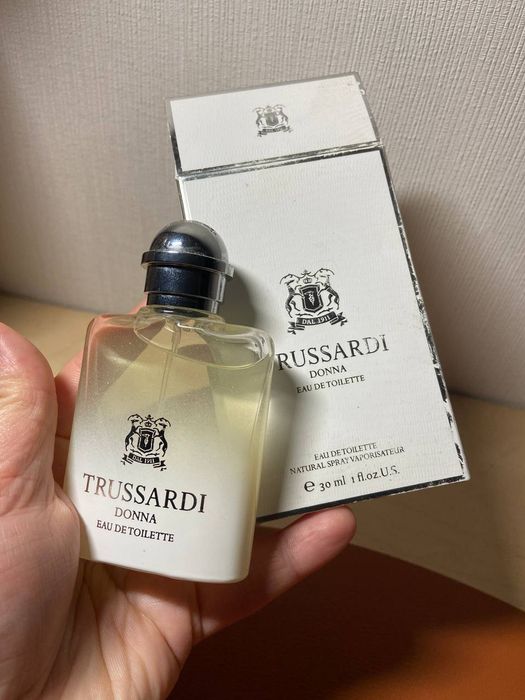 DAL 1911
TRUSSARDI
DONNA
EAU DE TOILETTE
DAL 1911
RUSSARDI
DONNA
EAU DE TOILETTE
EAU DE TOILETTE
NATURAL SPRAY VAPORISATEUR
e 30 ml 1 fl.oz.U.S.